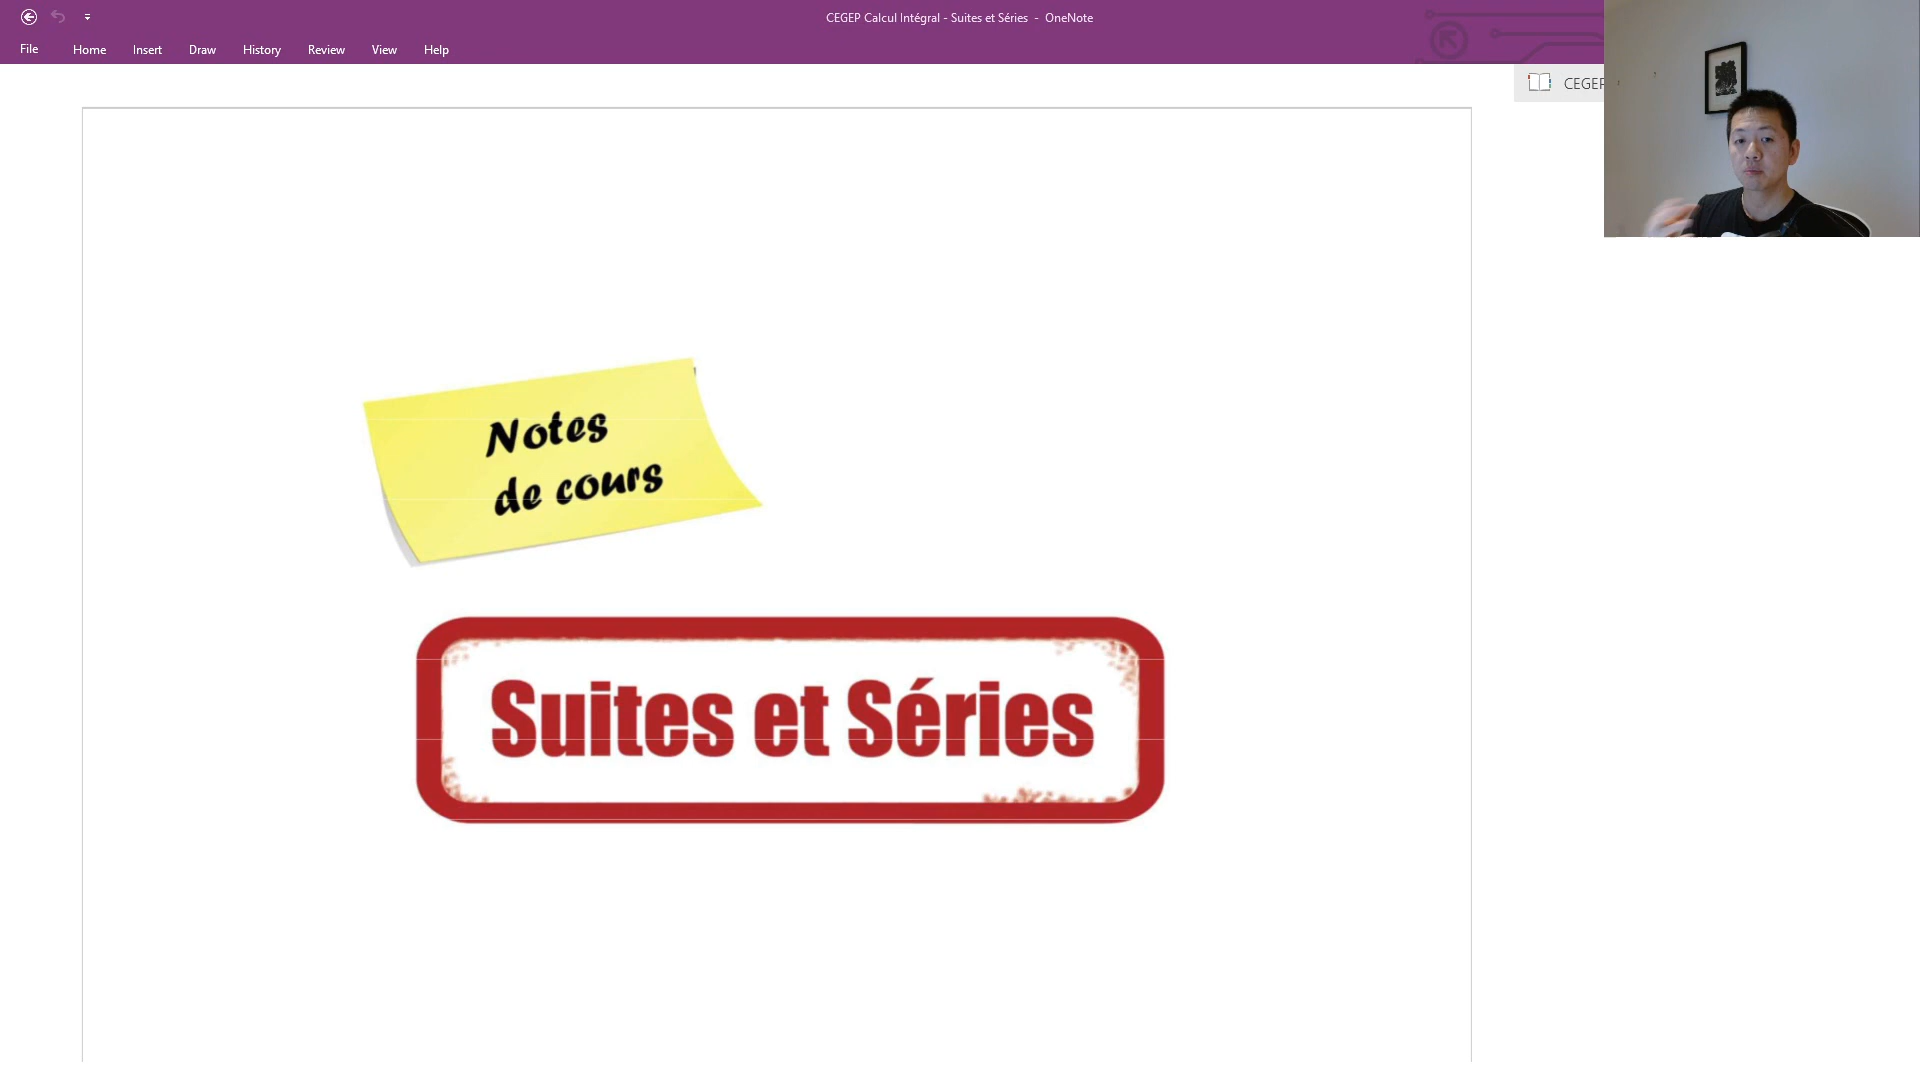 CEGEP Calcul Intégral - Suites et Séries - OneNote
File Home Insert Draw History Review View Help
CEGEP
Notes
de cours
Suites et Séries